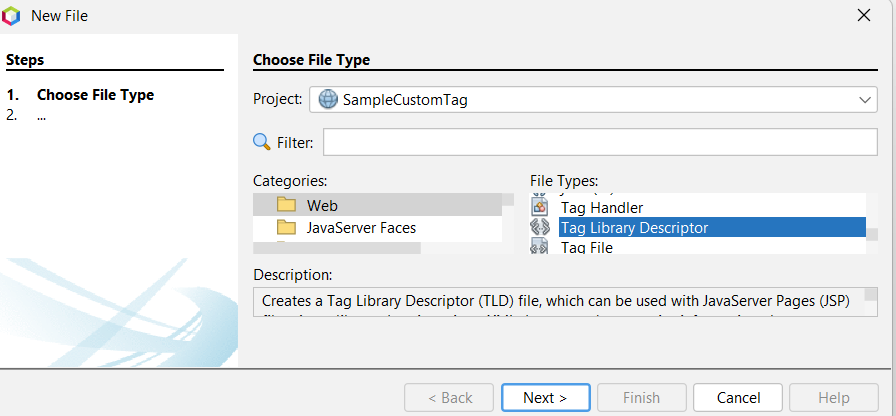 New File
Steps
1. Choose File Type
2. ...
Choose File Type
Project: SampleCustomTag
Filter:
Categories:
Web
JavaServer Faces
File Types:
Tag Handler
Tag Library Descriptor
Tag File
Description:
Creates a Tag Library Descriptor (TLD) file, which can be used with JavaServer Pages (JSP)
< Back
Next >
Finish
Cancel
Help